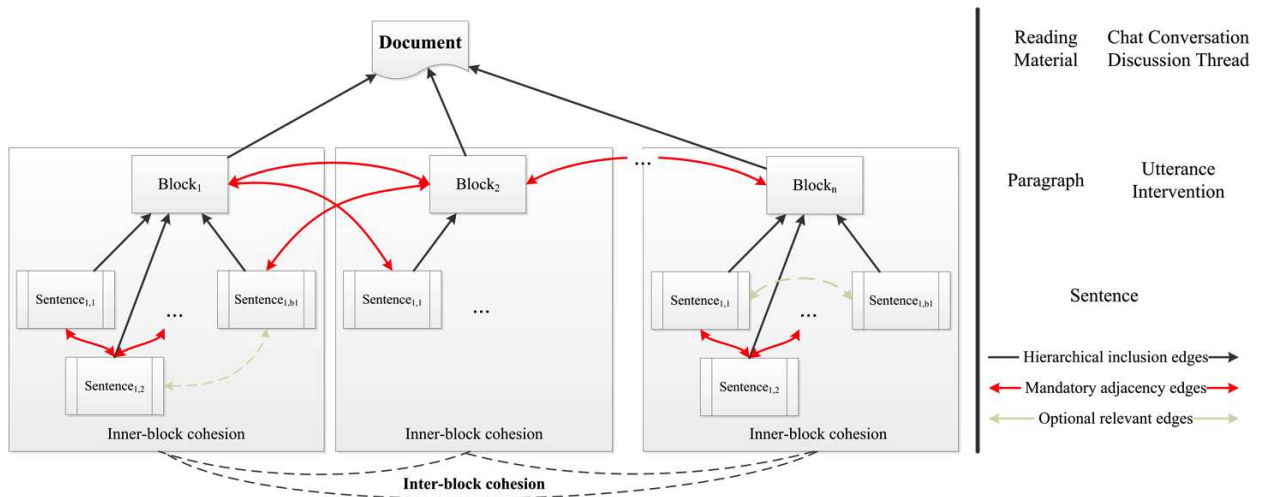 Document
Reading Material
Chat Conversation
Discussion Thread
Block1
Block2
...
Blockn
Paragraph
Utterance
Intervention
Sentence1,1
...
Sentence1,b1
Sentence1,1
...
Sentence1,1
...
Sentence1,b1
Sentence
Sentence1,2
Sentence1,2
Hierarchical inclusion edges
Mandatory adjacency edges
Optional relevant edges
Inner-block cohesion
Inner-block cohesion
Inner-block cohesion
Inter-block cohesion